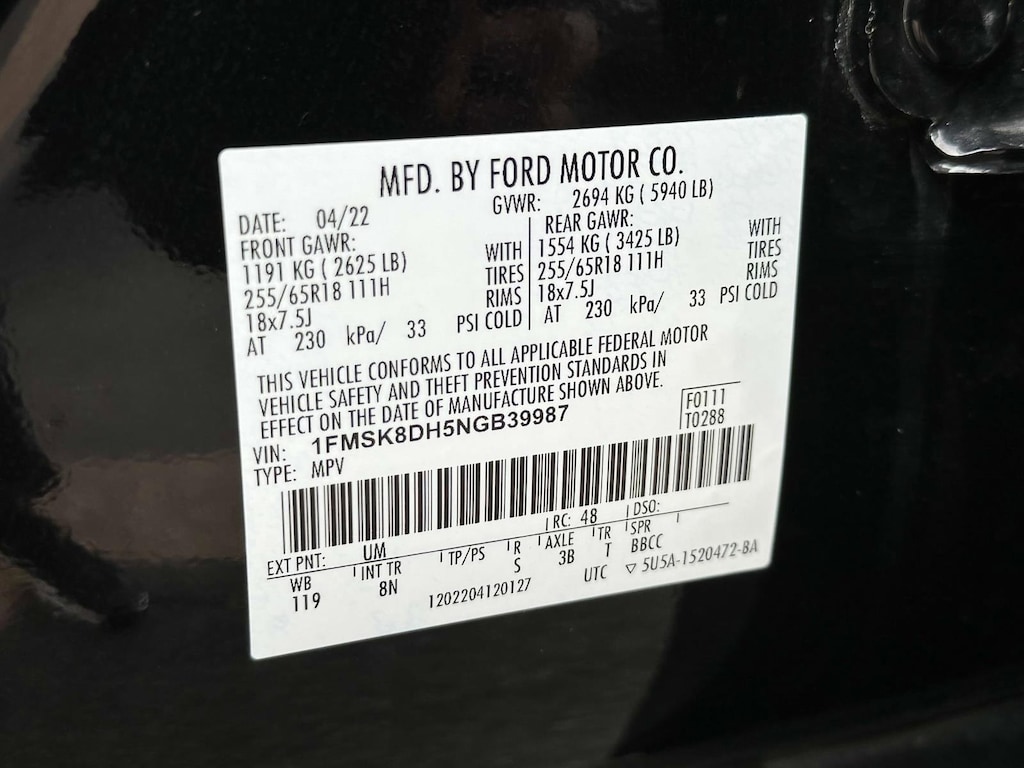 MFD. BY FORD MOTOR CO.
DATE: 04/22 GVWR: 2694 KG ( 5940 LB)
FRONT GAWR: REAR GAWR:
1191 KG ( 2625 LB) WITH 1554 KG ( 3425 LB) WITH
255/65R18 111H TIRES 255/65R18 111H TIRES
18x7.5J RIMS 18x7.5J RIMS
AT 230 kPa/ 33 PSI COLD AT 230 kPa/ 33 PSI COLD
THIS VEHICLE CONFORMS TO ALL APPLICABLE FEDERAL MOTOR
VEHICLE SAFETY AND THEFT PREVENTION STANDARDS IN
EFFECT ON THE DATE OF MANUFACTURE SHOWN ABOVE.
VIN: 1FMSK8DH5NGB39987 F0111
TYPE: MPV T0288
EXT PNT: UM RC: 48 DSO:
WB INT TR TP/PS R AXLE TR SPR
119 8N S 3B T BBCC
1202204120127 UTC ▽ 5U5A-1520472-BA